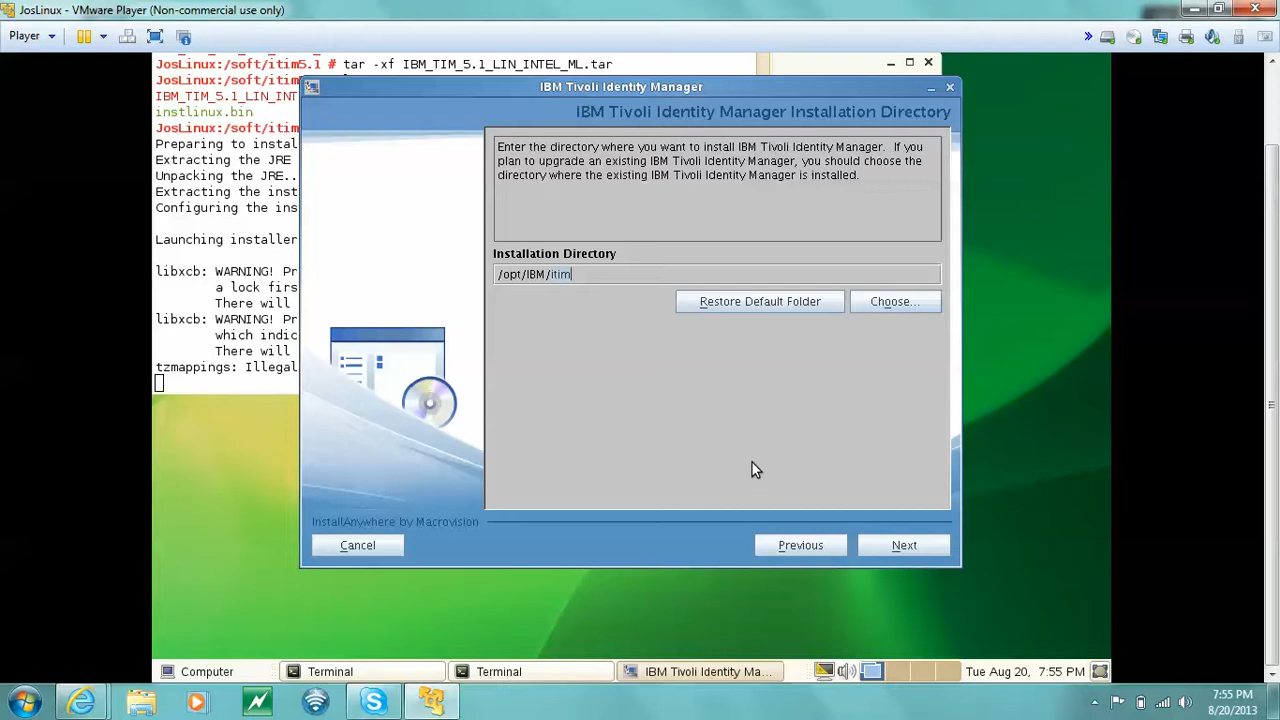 JosLinux - VMware Player (Non-commercial use only)
Player
»
JosLinux:/soft/itim5.1 # tar -xf IBM_TIM_5.1_LIN_INTEL_ML.tar
JosLinux:/soft/itim
IBM_TIM_5.1_LIN_INT
instlinux.bin
JosLinux:/soft/itim
Preparing to instal
Extracting the JRE
Unpacking the JRE..
Extracting the inst
Configuring the ins
Launching installer
libxcb: WARNING! Pr
a lock firs
There will
libxcb: WARNING! Pr
which indic
There will
tzmappings: Illegal
IBM Tivoli Identity Manager
IBM Tivoli Identity Manager Installation Directory
Enter the directory where you want to install IBM Tivoli Identity Manager. If you
plan to upgrade an existing IBM Tivoli Identity Manager, you should choose the
directory where the existing IBM Tivoli Identity Manager is installed.
Installation Directory
/opt/IBM/itim
Restore Default Folder
Choose...
InstallAnywhere by Macrovision
Cancel
Previous
Next
Computer
Terminal
Terminal
IBM Tivoli Identity Ma...
Tue Aug 20, 7:55 PM
7:55 PM
8/20/2013